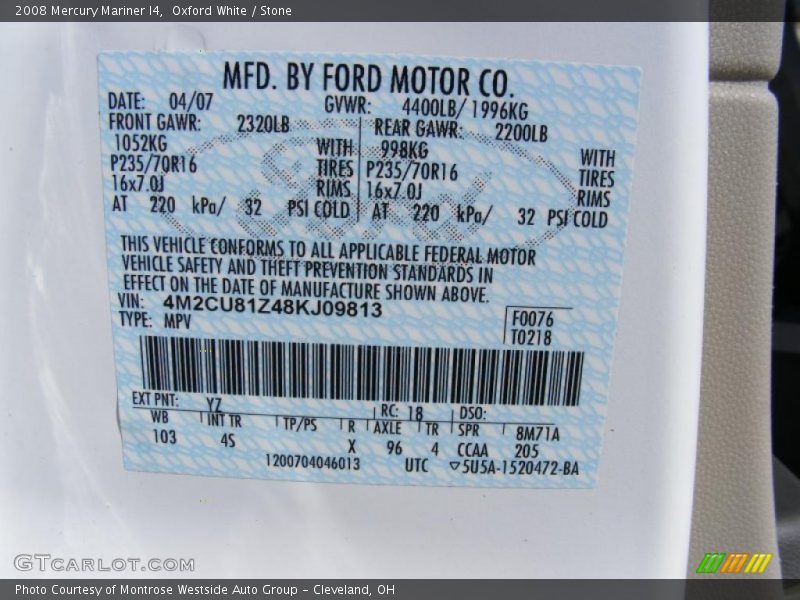 2008 Mercury Mariner I4, Oxford White / Stone
MFD. BY FORD MOTOR CO.
DATE: 04/07 GVWR: 4400LB/ 1996KG
FRONT GAWR: 2320LB REAR GAWR: 2200LB
1052KG WITH 998KG WITH
P235/70R16 TIRES P235/70R16 TIRES
16x7.0J RIMS 16x7.0J RIMS
AT 220 kPa/ 32 PSI COLD AT 220 kPa/ 32 PSI COLD
THIS VEHICLE CONFORMS TO ALL APPLICABLE FEDERAL MOTOR
VEHICLE SAFETY AND THEFT PREVENTION STANDARDS IN
EFFECT ON THE DATE OF MANUFACTURE SHOWN ABOVE.
VIN: 4M2CU81Z48KJ09813
TYPE: MPV
F0076
T0218
EXT PNT: YZ RC: 18 DSO:
WB INT TR TP/PS R AXLE TR SPR 8M71A
103 4S X 96 4 CCAA 205
1200704046013 UTC ▽5U5A-1520472-BA
GTCARLOT.COM
Photo Courtesy of Montrose Westside Auto Group - Cleveland, OH